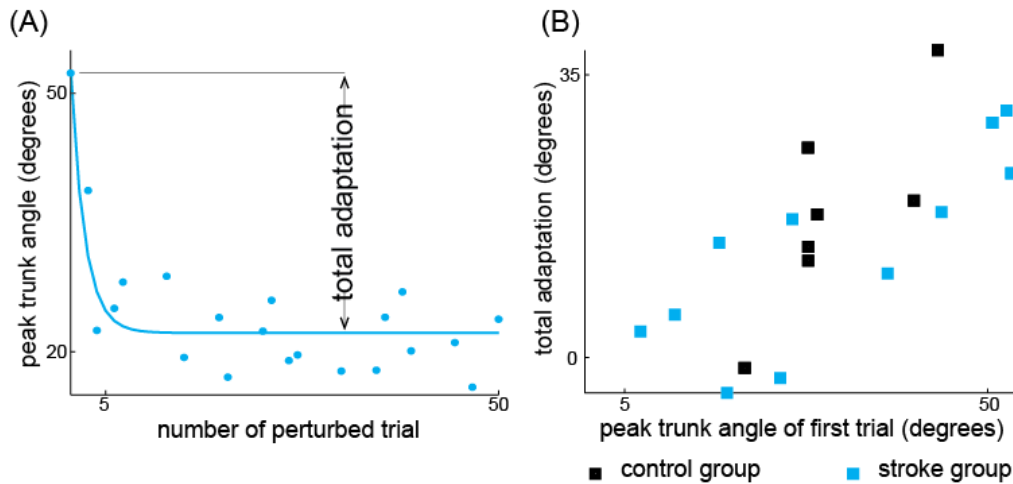 (A)
peak trunk angle (degrees)
50
20
total adaptation
5
50
number of perturbed trial
(B)
total adaptation (degrees)
35
0
5
50
peak trunk angle of first trial (degrees)
control group
stroke group